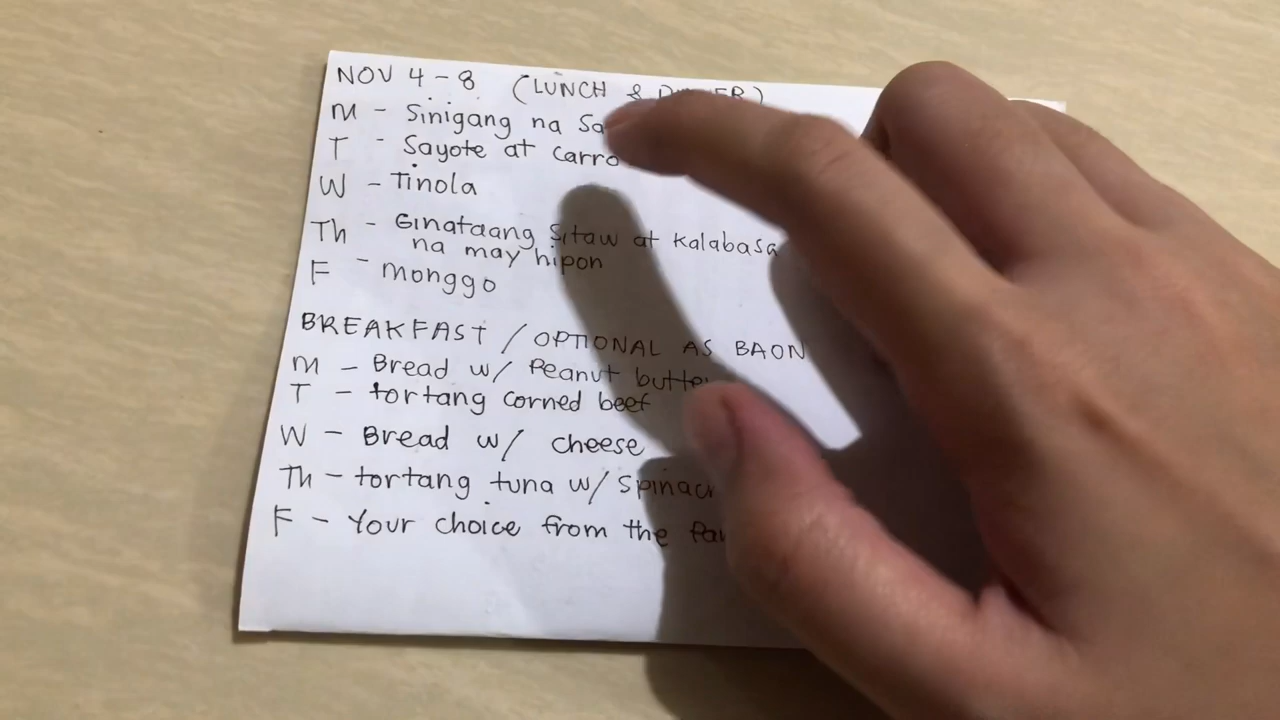 NOV 4-8 (LUNCH &
M - Sinigang na
T - Sayote at
W - Tinola
Th - Ginataang Sitaw at Kalabasa
na may hipon
F - Monggo
BREAKFAST / OPTIONAL AS BAON
M - Bread w/ Peanut
T - tortang corned beef
W - Bread w/ cheese
Th - tortang tuna w/
F - Your choice from the